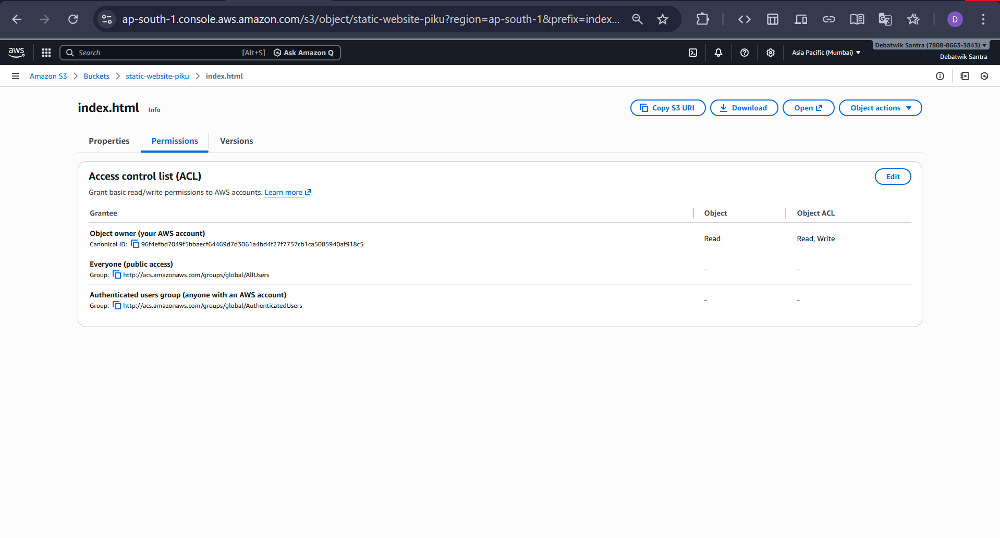 ap-south-1.console.aws.amazon.com/s3/object/static-website-piku?region=ap-south-1&prefix=index...
D
aws
Search
[Alt+S]
Ask Amazon Q
Asia Pacific (Mumbai)
Debatwik Santra (7808-8663-3843)
Debatwik Santra
Amazon S3
Buckets
static-website-piku
index.html
index.html
Info
Copy S3 URI
Download
Open
Object actions
Properties
Permissions
Versions
Access control list (ACL)
Edit
Grant basic read/write permissions to AWS accounts. Learn more
Grantee
Object
Object ACL
Object owner (your AWS account)
Canonical ID: 96f4efbd7049f5bbaecf64469d7d3061a4bd4f27f7757cb1ca5085940af918c5
Read
Read, Write
Everyone (public access)
Group: http://acs.amazonaws.com/groups/global/AllUsers
-
-
Authenticated users group (anyone with an AWS account)
Group: http://acs.amazonaws.com/groups/global/AuthenticatedUsers
-
-